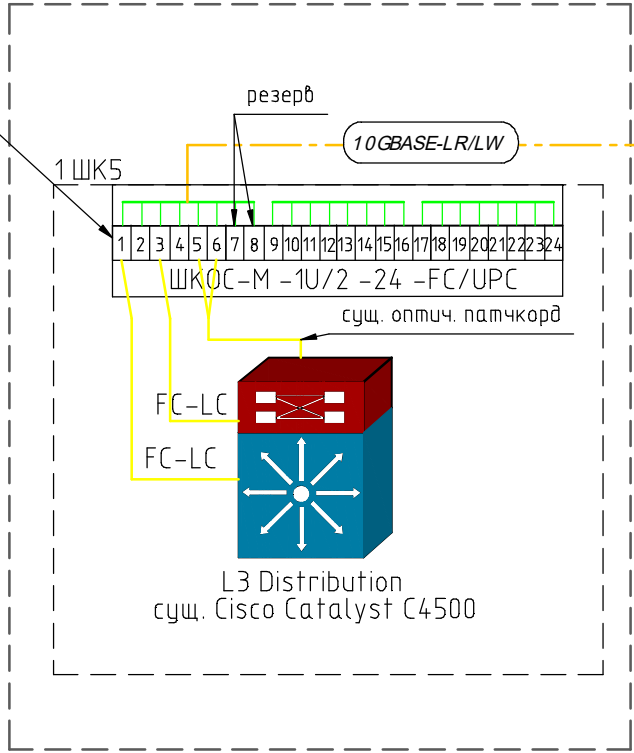 резерв
10GBASE-LR/LW
1 ШК5
1 2 3 4 5 6 7 8 9 10 11 12 13 14 15 16 17 18 19 20 21 22 23 24
ШКОС-М -1U/2 -24 -FC/UPC
сущ. оптич. патчкорд
FC-LC
FC-LC
L3 Distribution
сущ. Cisco Catalyst C4500